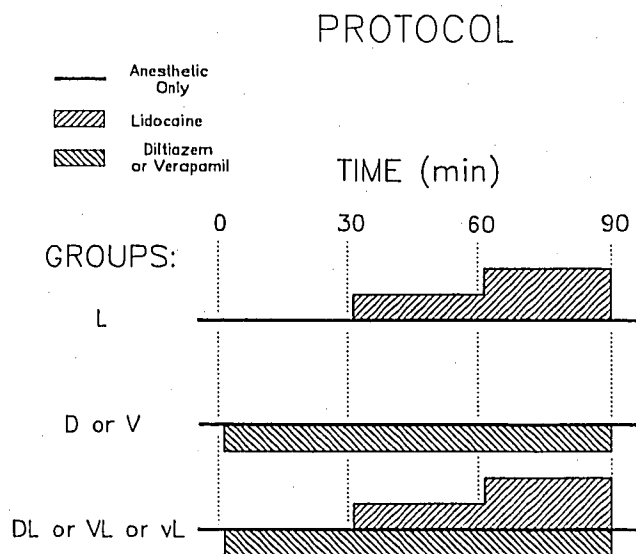 PROTOCOL
Anesthetic
Only
Lidocaine
Diltiazem
or Verapamil
TIME (min)
0 30 60 90
GROUPS:
L
D or V
DL or VL or vL